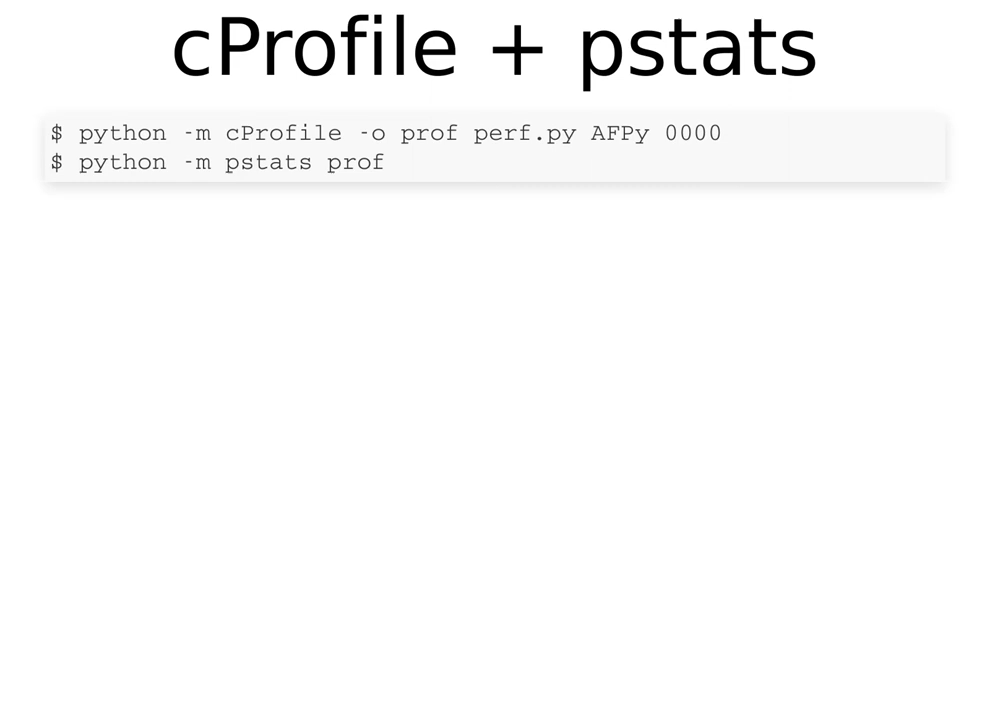 cProfile + pstats
$ python -m cProfile -o prof perf.py AFPy 0000
$ python -m pstats prof